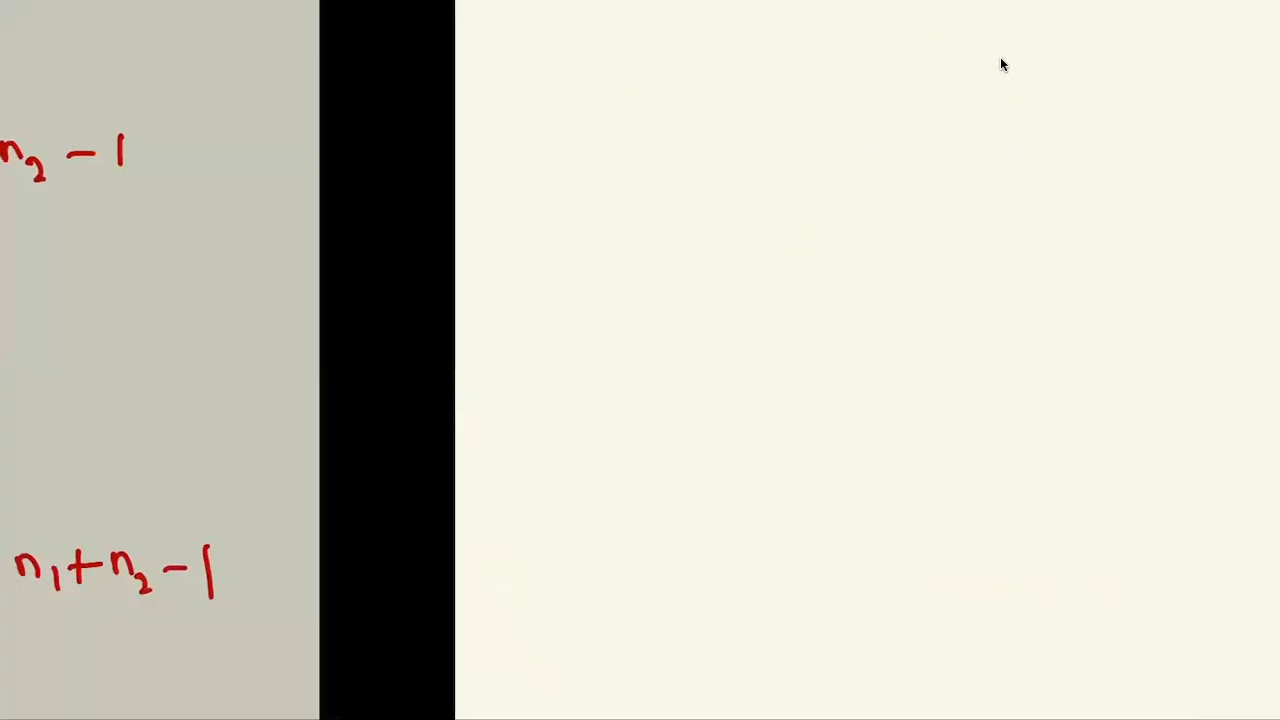 n₂ - 1
n₁ + n₂ - 1